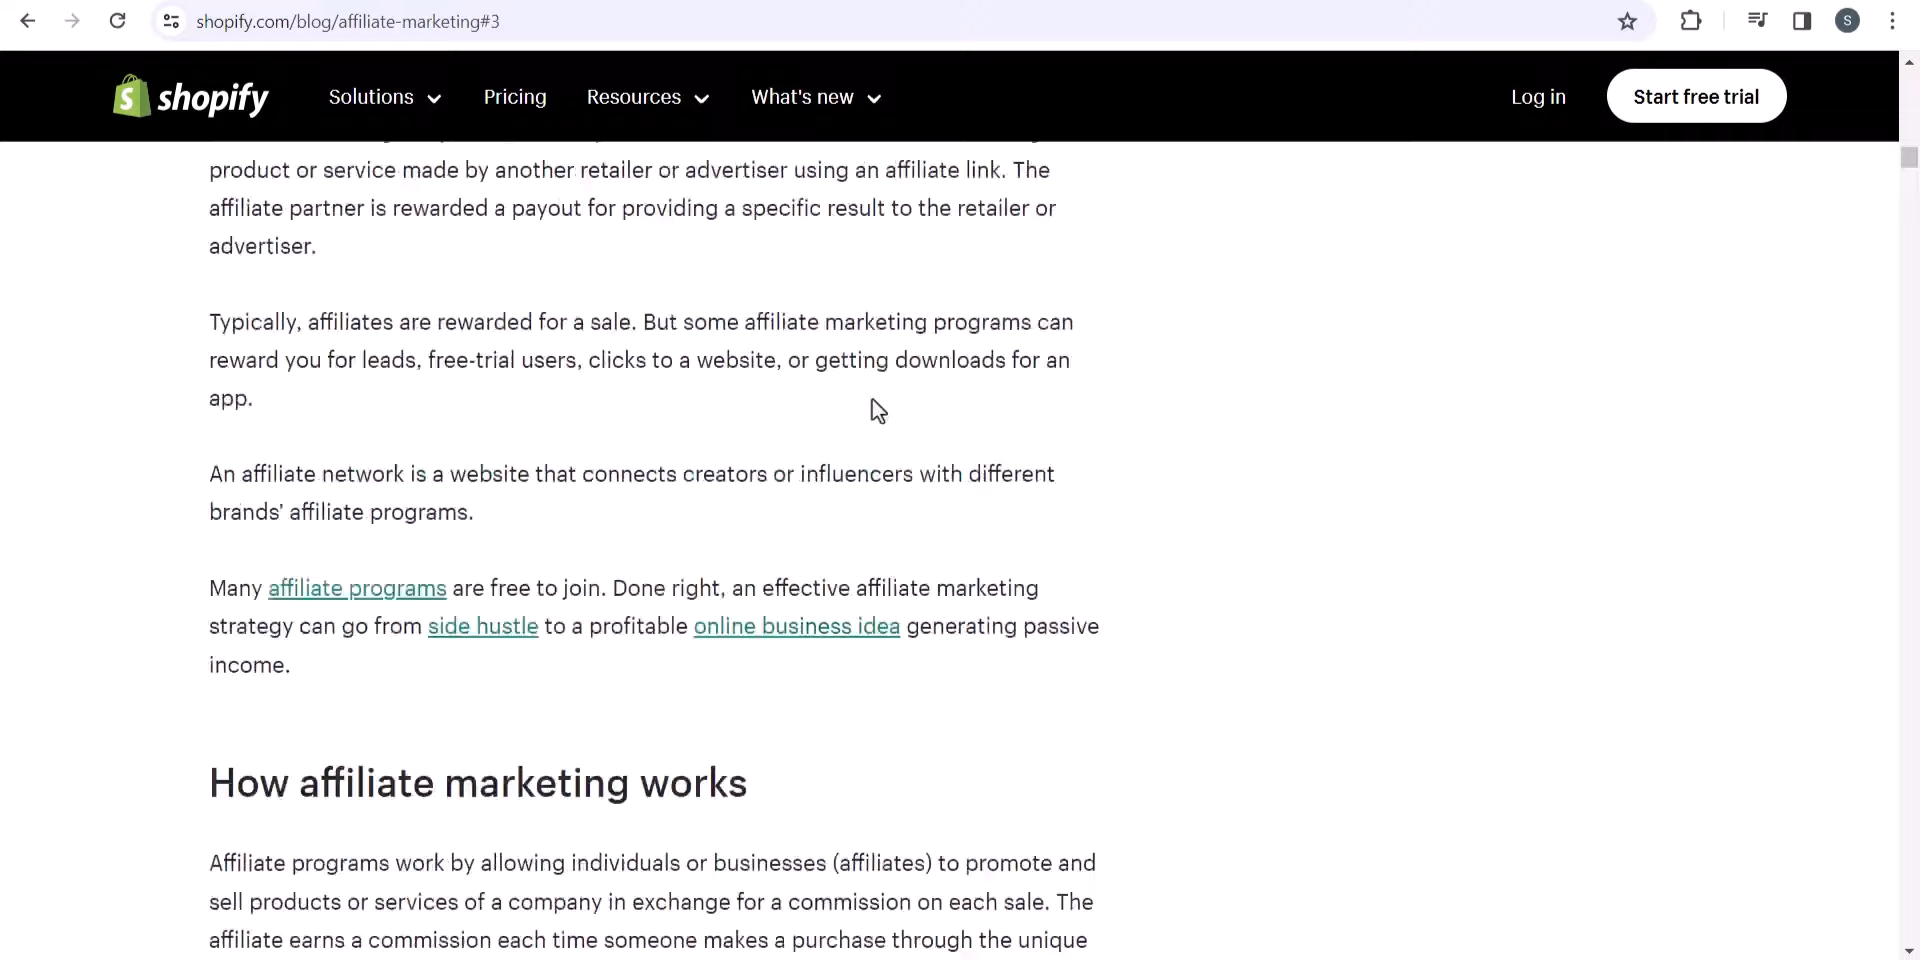 shopify.com/blog/affiliate-marketing#3
S
shopify
Solutions
Pricing
Resources
What's new
Log in
Start free trial
product or service made by another retailer or advertiser using an affiliate link. The
affiliate partner is rewarded a payout for providing a specific result to the retailer or
advertiser.
Typically, affiliates are rewarded for a sale. But some affiliate marketing programs can
reward you for leads, free-trial users, clicks to a website, or getting downloads for an
app.
An affiliate network is a website that connects creators or influencers with different
brands' affiliate programs.
Many affiliate programs are free to join. Done right, an effective affiliate marketing
strategy can go from side hustle to a profitable online business idea generating passive
income.
How affiliate marketing works
Affiliate programs work by allowing individuals or businesses (affiliates) to promote and
sell products or services of a company in exchange for a commission on each sale. The
affiliate earns a commission each time someone makes a purchase through the unique